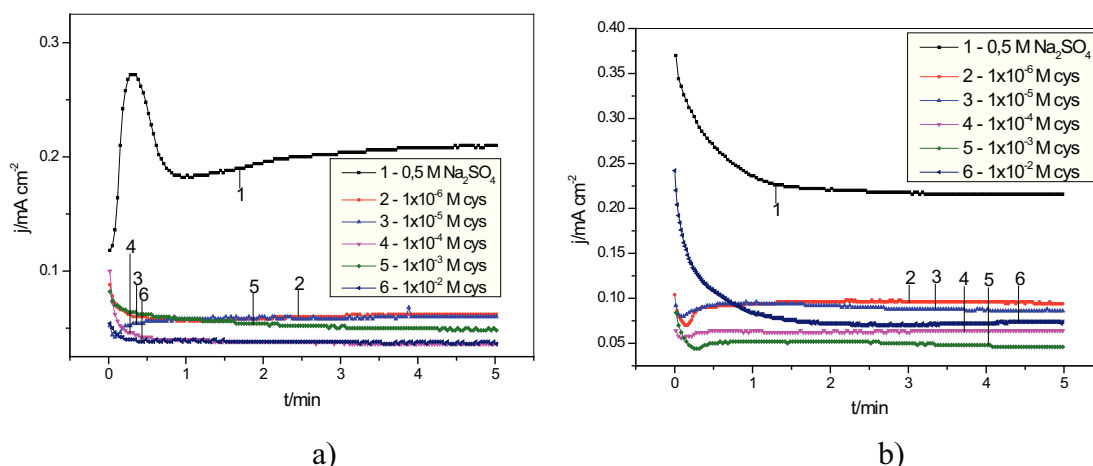 j/mA cm⁻²
0.3
0.2
0.1
1
4
3
6
5
2
1 - 0,5 M Na₂SO₄
2 - 1x10⁻⁶ M cys
3 - 1x10⁻⁵ M cys
4 - 1x10⁻⁴ M cys
5 - 1x10⁻³ M cys
6 - 1x10⁻² M cys
0 1 2 3 4 5
t/min
a)
j/mA cm⁻²
0.40
0.35
0.30
0.25
0.20
0.15
0.10
0.05
1
2 3 4 5 6
1 - 0,5 M Na₂SO₄
2 - 1x10⁻⁶ M cys
3 - 1x10⁻⁵ M cys
4 - 1x10⁻⁴ M cys
5 - 1x10⁻³ M cys
6 - 1x10⁻² M cys
0 1 2 3 4 5
t/min
b)